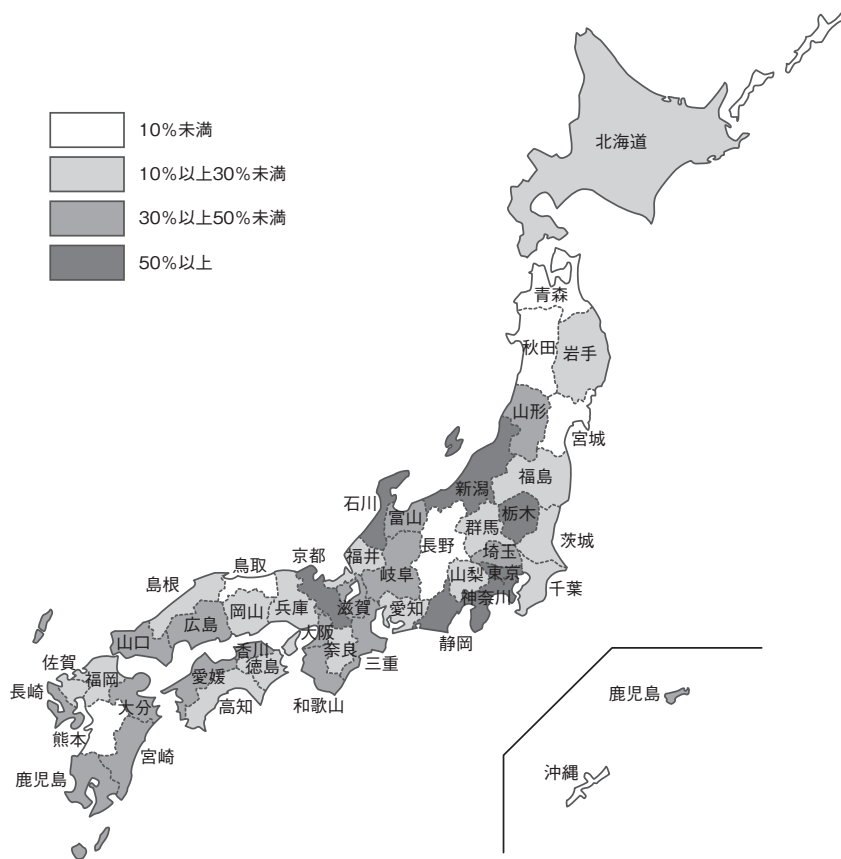 10%未満
10%以上30%未満
30%以上50%未満
50%以上
北海道
青森
秋田
岩手
山形
宮城
新潟
福島
石川
富山
栃木
群馬
長野
茨城
福井
埼玉
京都
岐阜
山梨
東京
鳥取
千葉
神奈川
島根
滋賀
愛知
兵庫
岡山
静岡
広島
大阪
山口
奈良
三重
香川
佐賀
徳島
福岡
愛媛
長崎
高知
和歌山
大分
熊本
宮崎
鹿児島
鹿児島
沖縄